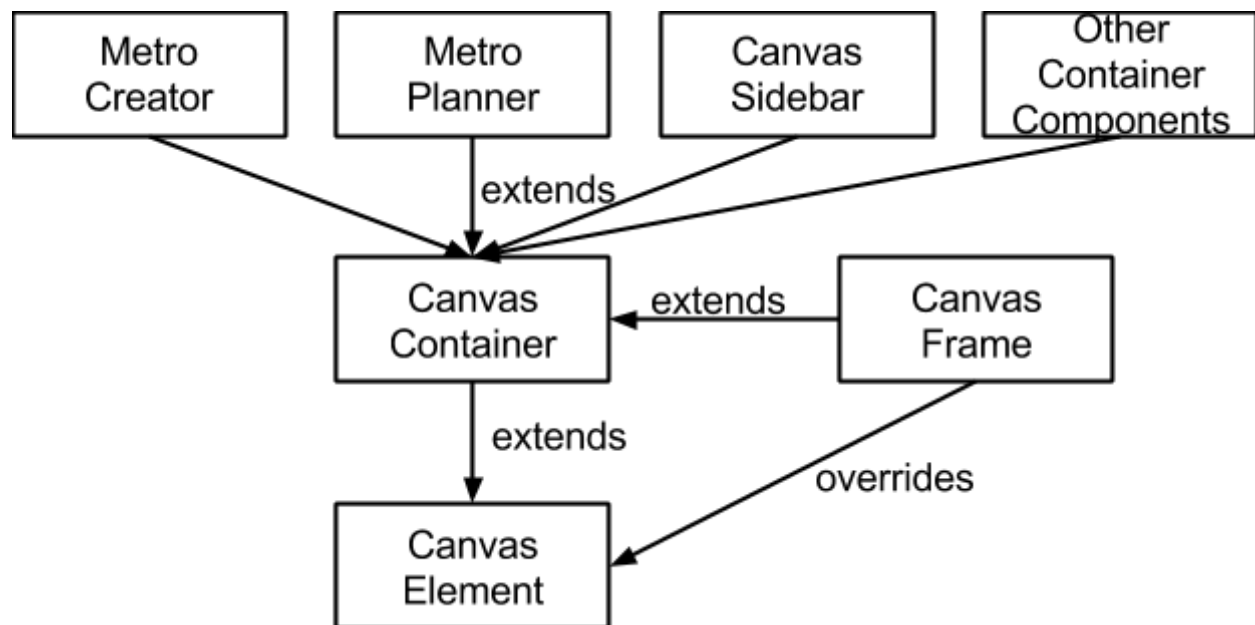 Metro
Creator
Metro
Planner
Canvas
Sidebar
Other
Container
Components
extends
Canvas
Container
extends
Canvas
Frame
extends
overrides
Canvas
Element